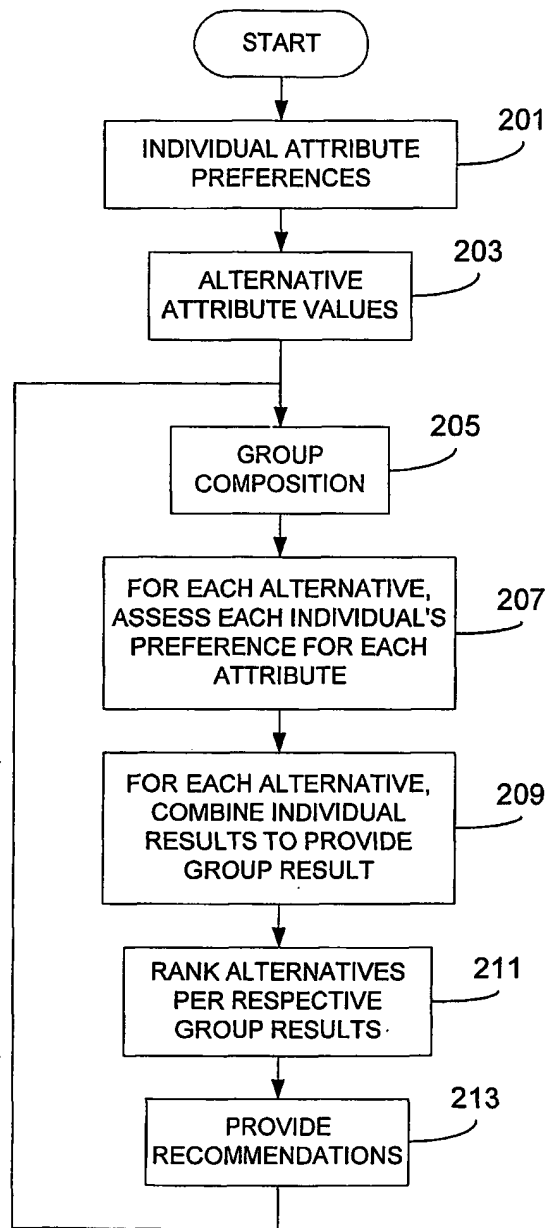 START
INDIVIDUAL ATTRIBUTE
PREFERENCES
201
ALTERNATIVE
ATTRIBUTE VALUES
203
GROUP
COMPOSITION
205
FOR EACH ALTERNATIVE,
ASSESS EACH INDIVIDUAL'S
PREFERENCE FOR EACH
ATTRIBUTE
207
FOR EACH ALTERNATIVE,
COMBINE INDIVIDUAL
RESULTS TO PROVIDE
GROUP RESULT
209
RANK ALTERNATIVES
PER RESPECTIVE
GROUP RESULTS
211
PROVIDE
RECOMMENDATIONS
213